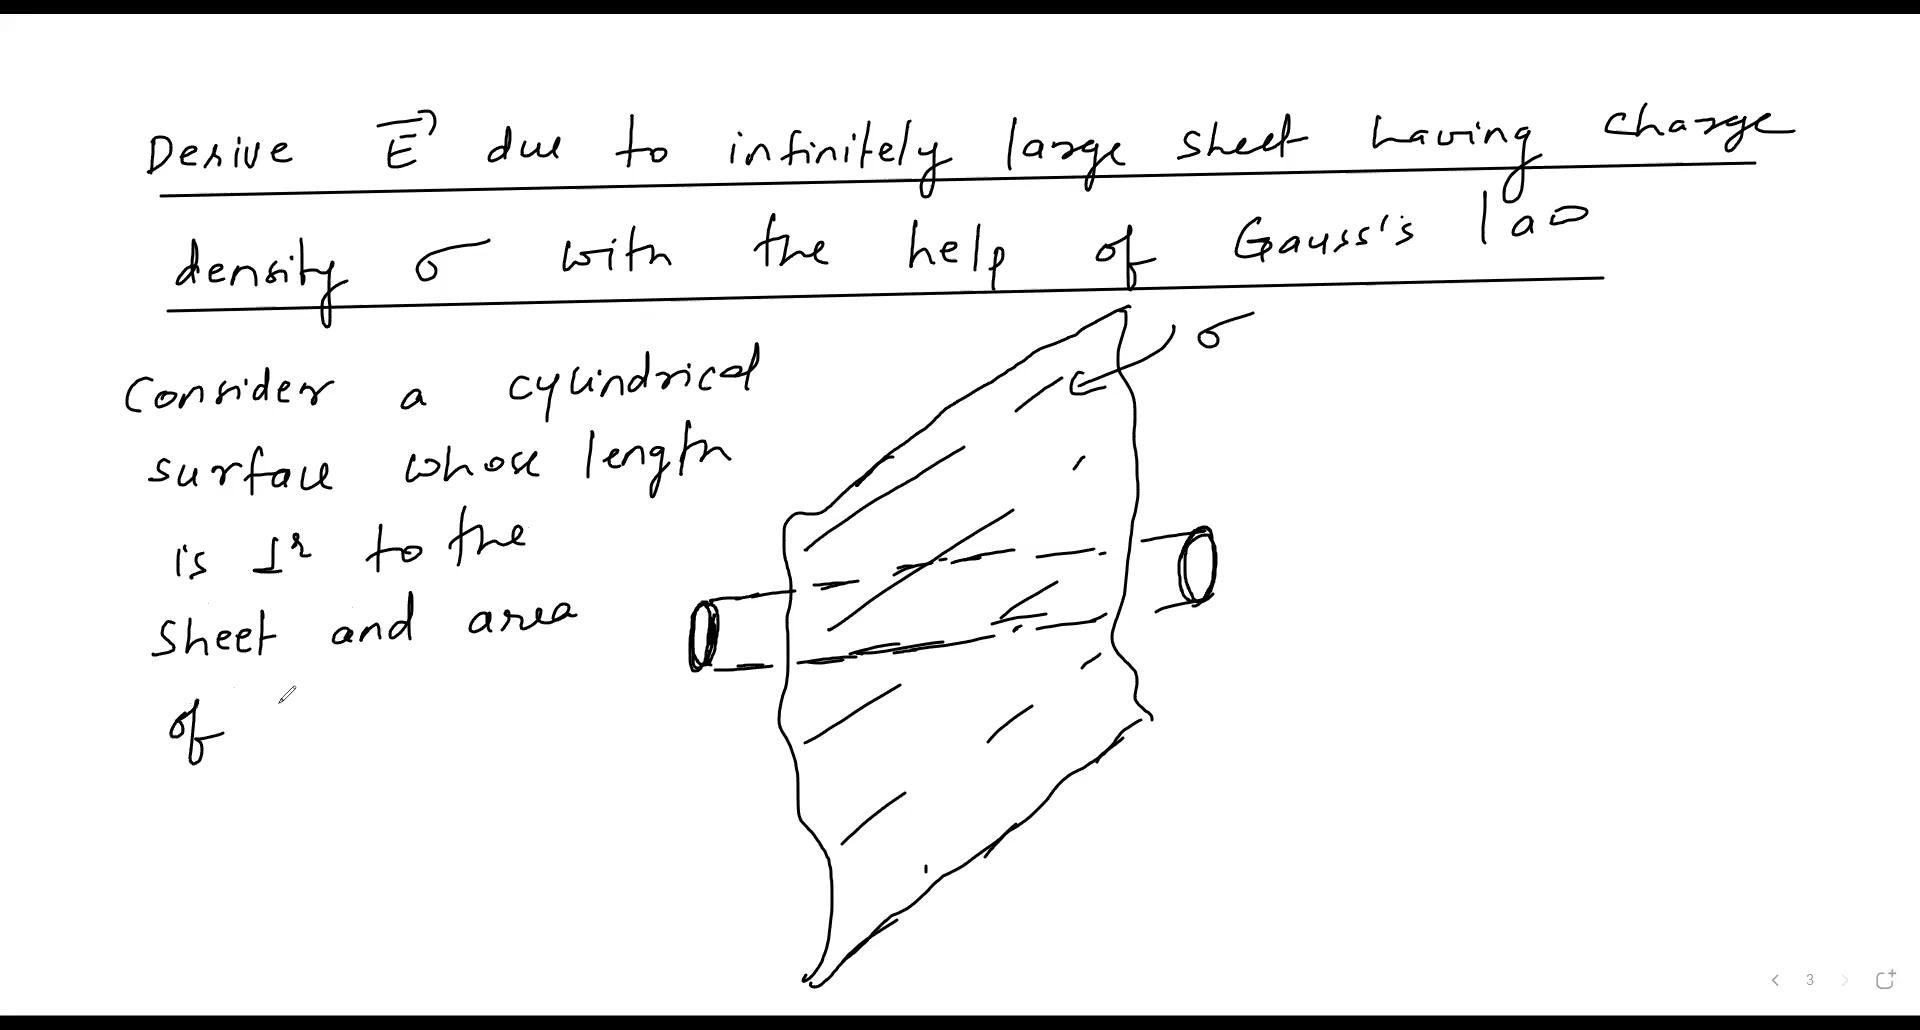 Derive E⃗ due to infinitely large sheet having charge
density σ with the help of Gauss's law
σ
Consider a cylindrical
surface whose length
is ⊥r to the
sheet and area
of
3